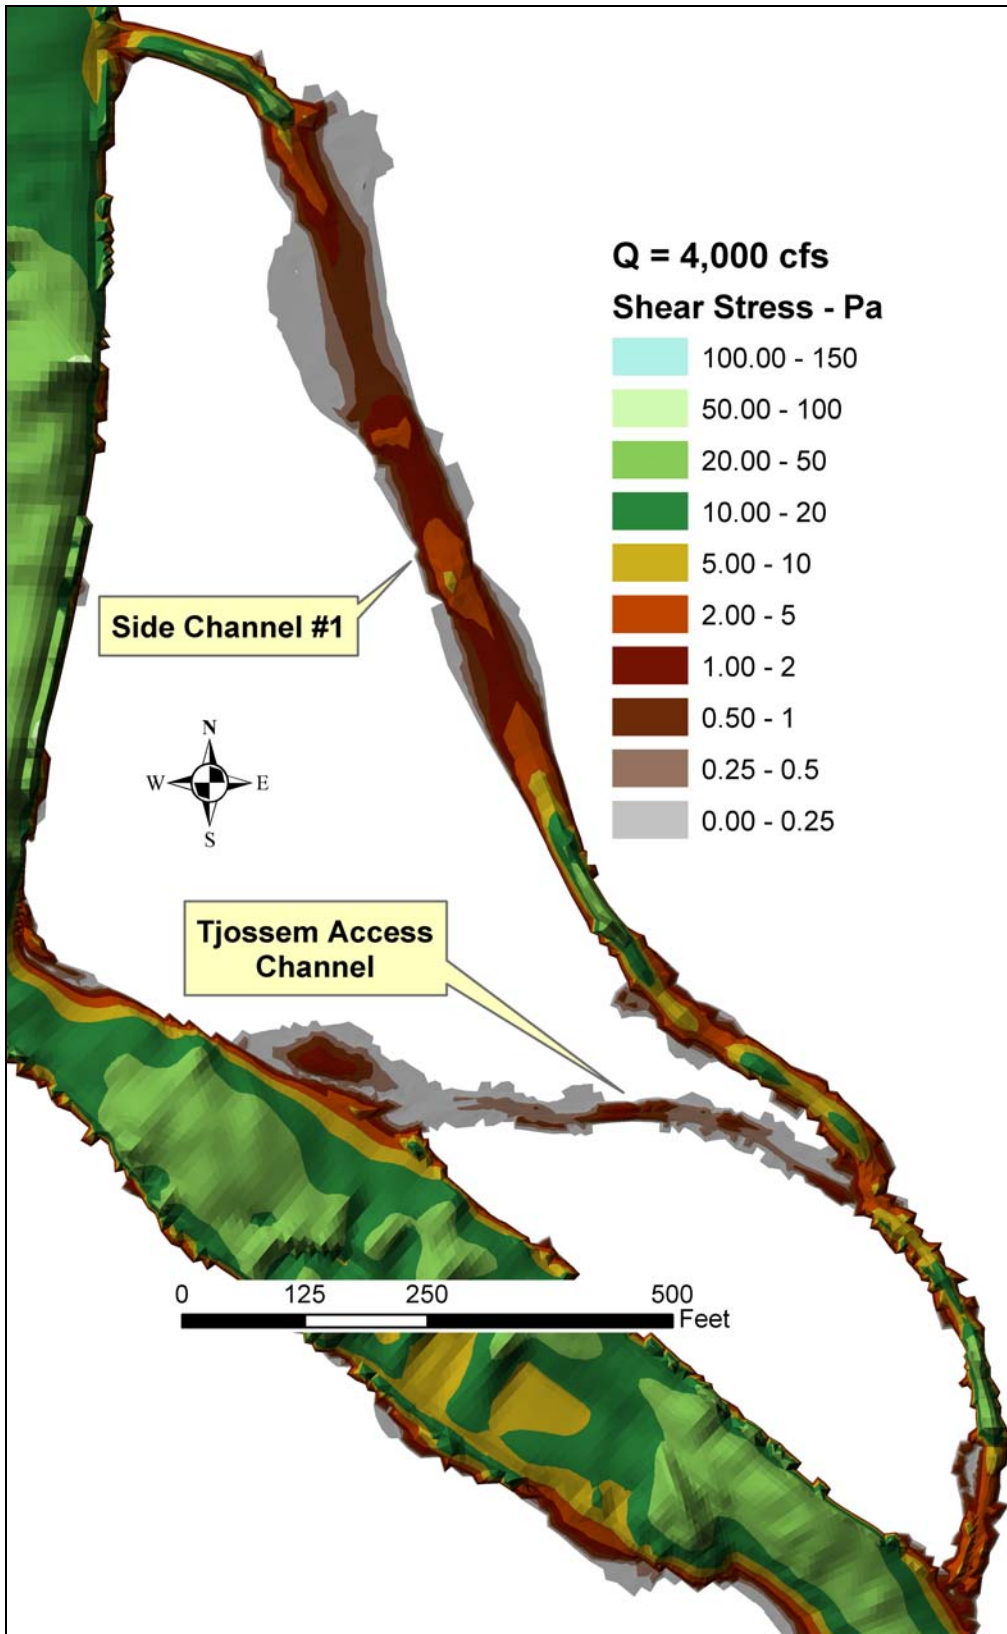 Q = 4,000 cfs
Shear Stress - Pa
100.00 - 150
50.00 - 100
20.00 - 50
10.00 - 20
5.00 - 10
2.00 - 5
1.00 - 2
0.50 - 1
0.25 - 0.5
0.00 - 0.25
Side Channel #1
N
W E
S
Tjossem Access
Channel
0 125 250 500
Feet